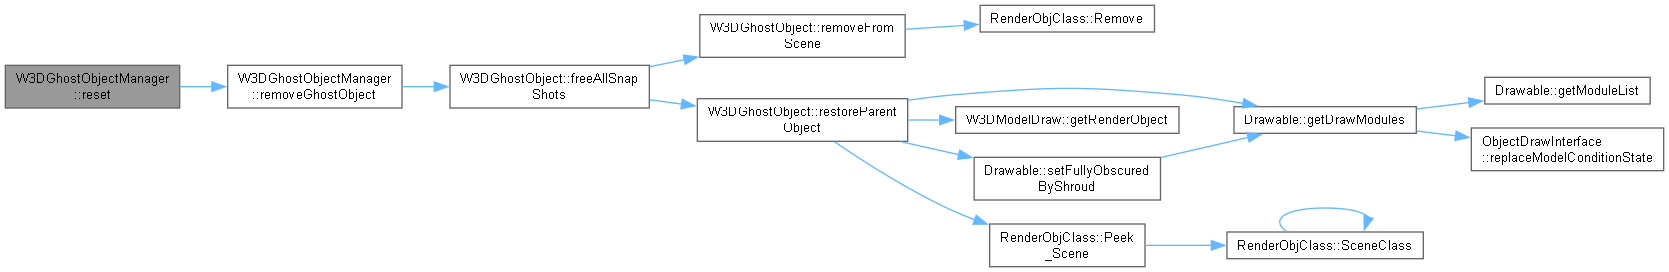 W3DGhostObjectManager
::reset
W3DGhostObjectManager
::removeGhostObject
W3DGhostObject::freeAllSnap
Shots
W3DGhostObject::removeFrom
Scene
RenderObjClass::Remove
W3DGhostObject::restoreParent
Object
W3DModelDraw::getRenderObject
Drawable::setFullyObscured
ByShroud
RenderObjClass::Peek
_Scene
Drawable::getDrawModules
RenderObjClass::SceneClass
Drawable::getModuleList
ObjectDrawInterface
::replaceModelConditionState